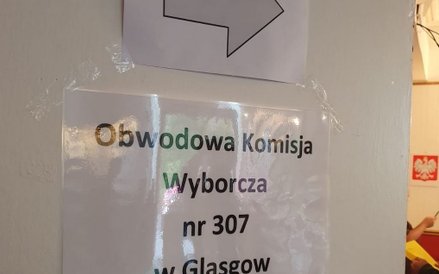 Obwodowa Komisja
Wyborcza
nr 307
w Glasgow